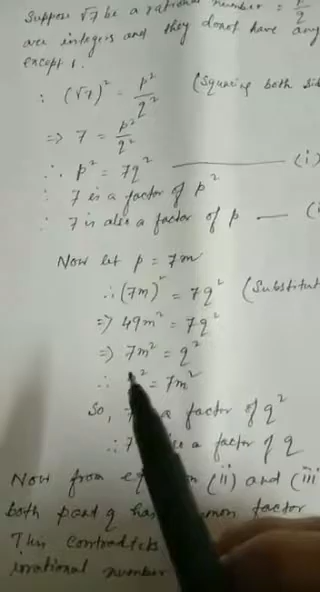 Suppose √7 be a rational number = p/q
are integers and they donot have any
except 1.
∴ (√7)² = p²/q² (Squaring both
=> 7 = p²/q²
∴ p² = 7q² (i)
∴ 7 is a factor of p²
∴ 7 is also a factor of p
Now let p = 7m
∴ (7m)² = 7q²
=> 49m² = 7q²
=> 7m² = q²
∴ ² = 7m²
So, 7 a factor of q²
∴ 7 a factor of q
Now from (ii) and (iii
both p and q factor
This contradicts
irrational number